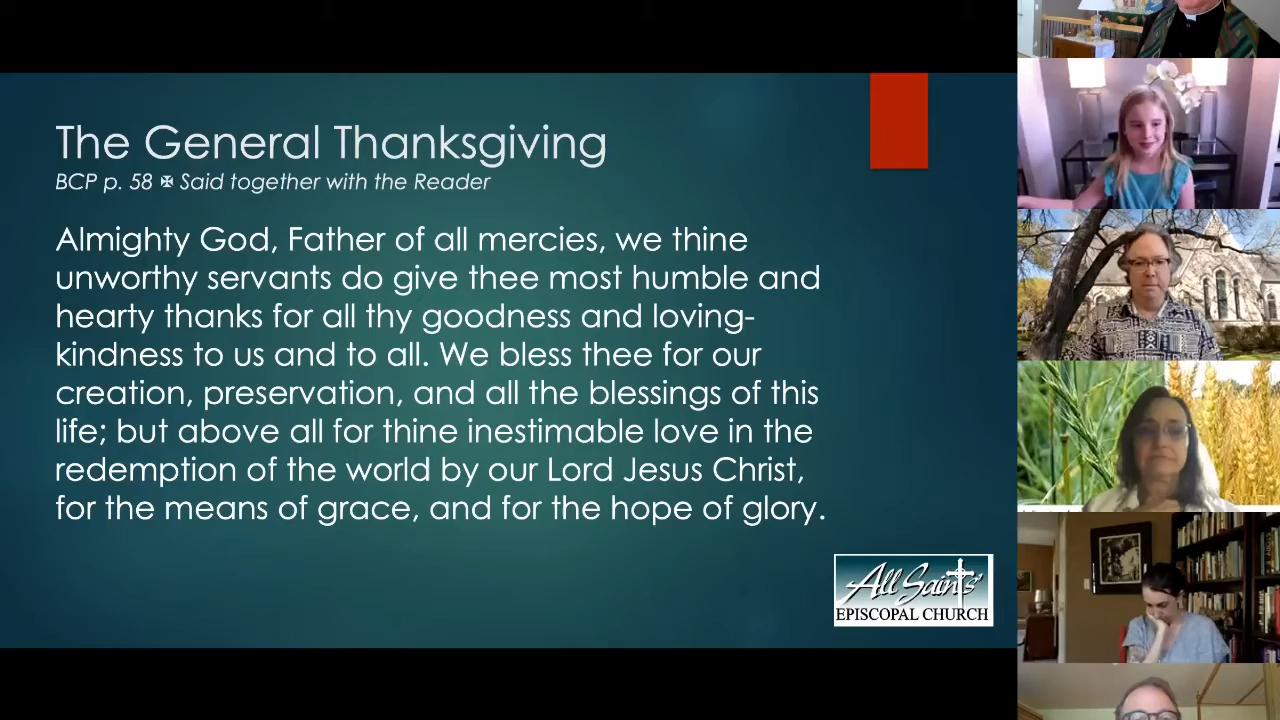 The General Thanksgiving
BCP p. 58 ✠ Said together with the Reader
Almighty God, Father of all mercies, we thine
unworthy servants do give thee most humble and
hearty thanks for all thy goodness and loving-
kindness to us and to all. We bless thee for our
creation, preservation, and all the blessings of this
life; but above all for thine inestimable love in the
redemption of the world by our Lord Jesus Christ,
for the means of grace, and for the hope of glory.
All Saints'
EPISCOPAL CHURCH